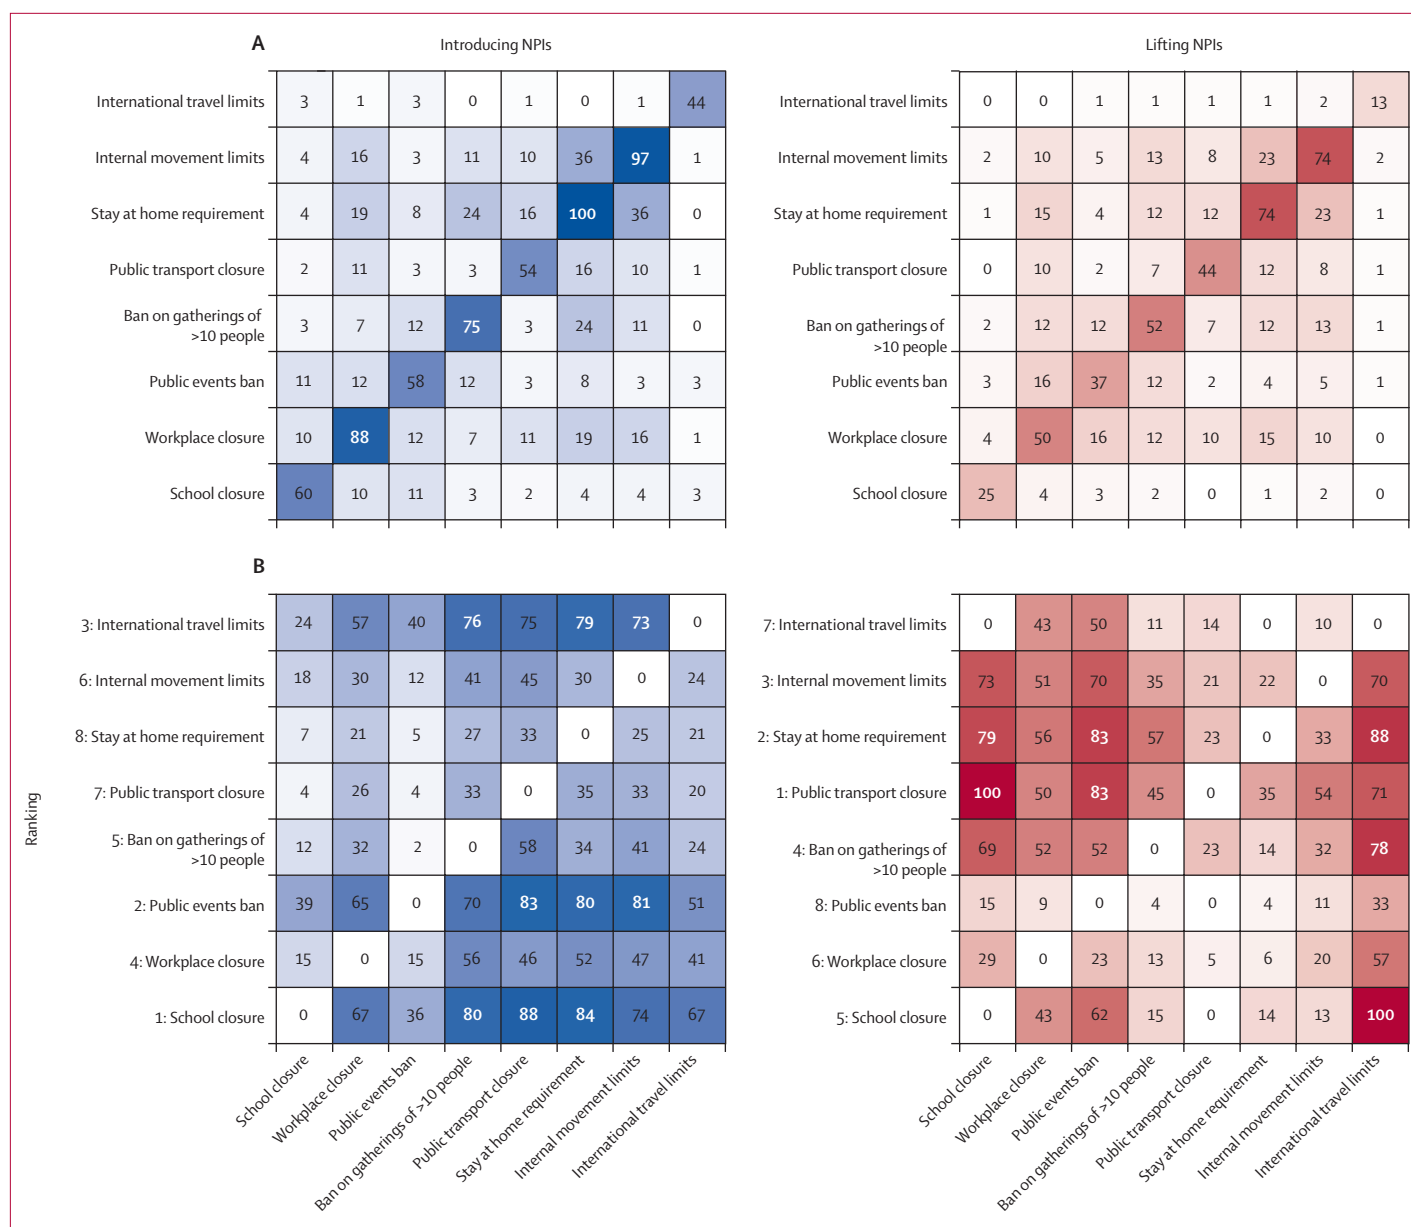 A
Introducing NPIs
Lifting NPIs
International travel limits 3 1 3 0 1 0 1 44
Internal movement limits 4 16 3 11 10 36 97 1
Stay at home requirement 4 19 8 24 16 100 36 0
Public transport closure 2 11 3 3 54 16 10 1
Ban on gatherings of
>10 people 3 7 12 75 3 24 11 0
Public events ban 11 12 58 12 3 8 3 3
Workplace closure 10 88 12 7 11 19 16 1
School closure 60 10 11 3 2 4 4 3
International travel limits 0 0 1 1 1 1 2 13
Internal movement limits 2 10 5 13 8 23 74 2
Stay at home requirement 1 15 4 12 12 74 23 1
Public transport closure 0 10 2 7 44 12 8 1
Ban on gatherings of
>10 people 2 12 12 52 7 12 13 1
Public events ban 3 16 37 12 2 4 5 1
Workplace closure 4 50 16 12 10 15 10 0
School closure 25 4 3 2 0 1 2 0
B
Ranking
3: International travel limits 24 57 40 76 75 79 73 0
6: Internal movement limits 18 30 12 41 45 30 0 24
8: Stay at home requirement 7 21 5 27 33 0 25 21
7: Public transport closure 4 26 4 33 0 35 33 20
5: Ban on gatherings of
>10 people 12 32 2 0 58 34 41 24
2: Public events ban 39 65 0 70 83 80 81 51
4: Workplace closure 15 0 15 56 46 52 47 41
1: School closure 0 67 36 80 88 84 74 67
School closure
Workplace closure
Public events ban
Ban on gatherings of >10 people
Public transport closure
Stay at home requirement
Internal movement limits
International travel limits
7: International travel limits 0 43 50 11 14 0 10 0
3: Internal movement limits 73 51 70 35 21 22 0 70
2: Stay at home requirement 79 56 83 57 23 0 33 88
1: Public transport closure 100 50 83 45 0 35 54 71
4: Ban on gatherings of
>10 people 69 52 52 0 23 14 32 78
8: Public events ban 15 9 0 4 0 4 11 33
6: Workplace closure 29 0 23 13 5 6 20 57
5: School closure 0 43 62 15 0 14 13 100
School closure
Workplace closure
Public events ban
Ban on gatherings of >10 people
Public transport closure
Stay at home requirement
Internal movement limits
International travel limits